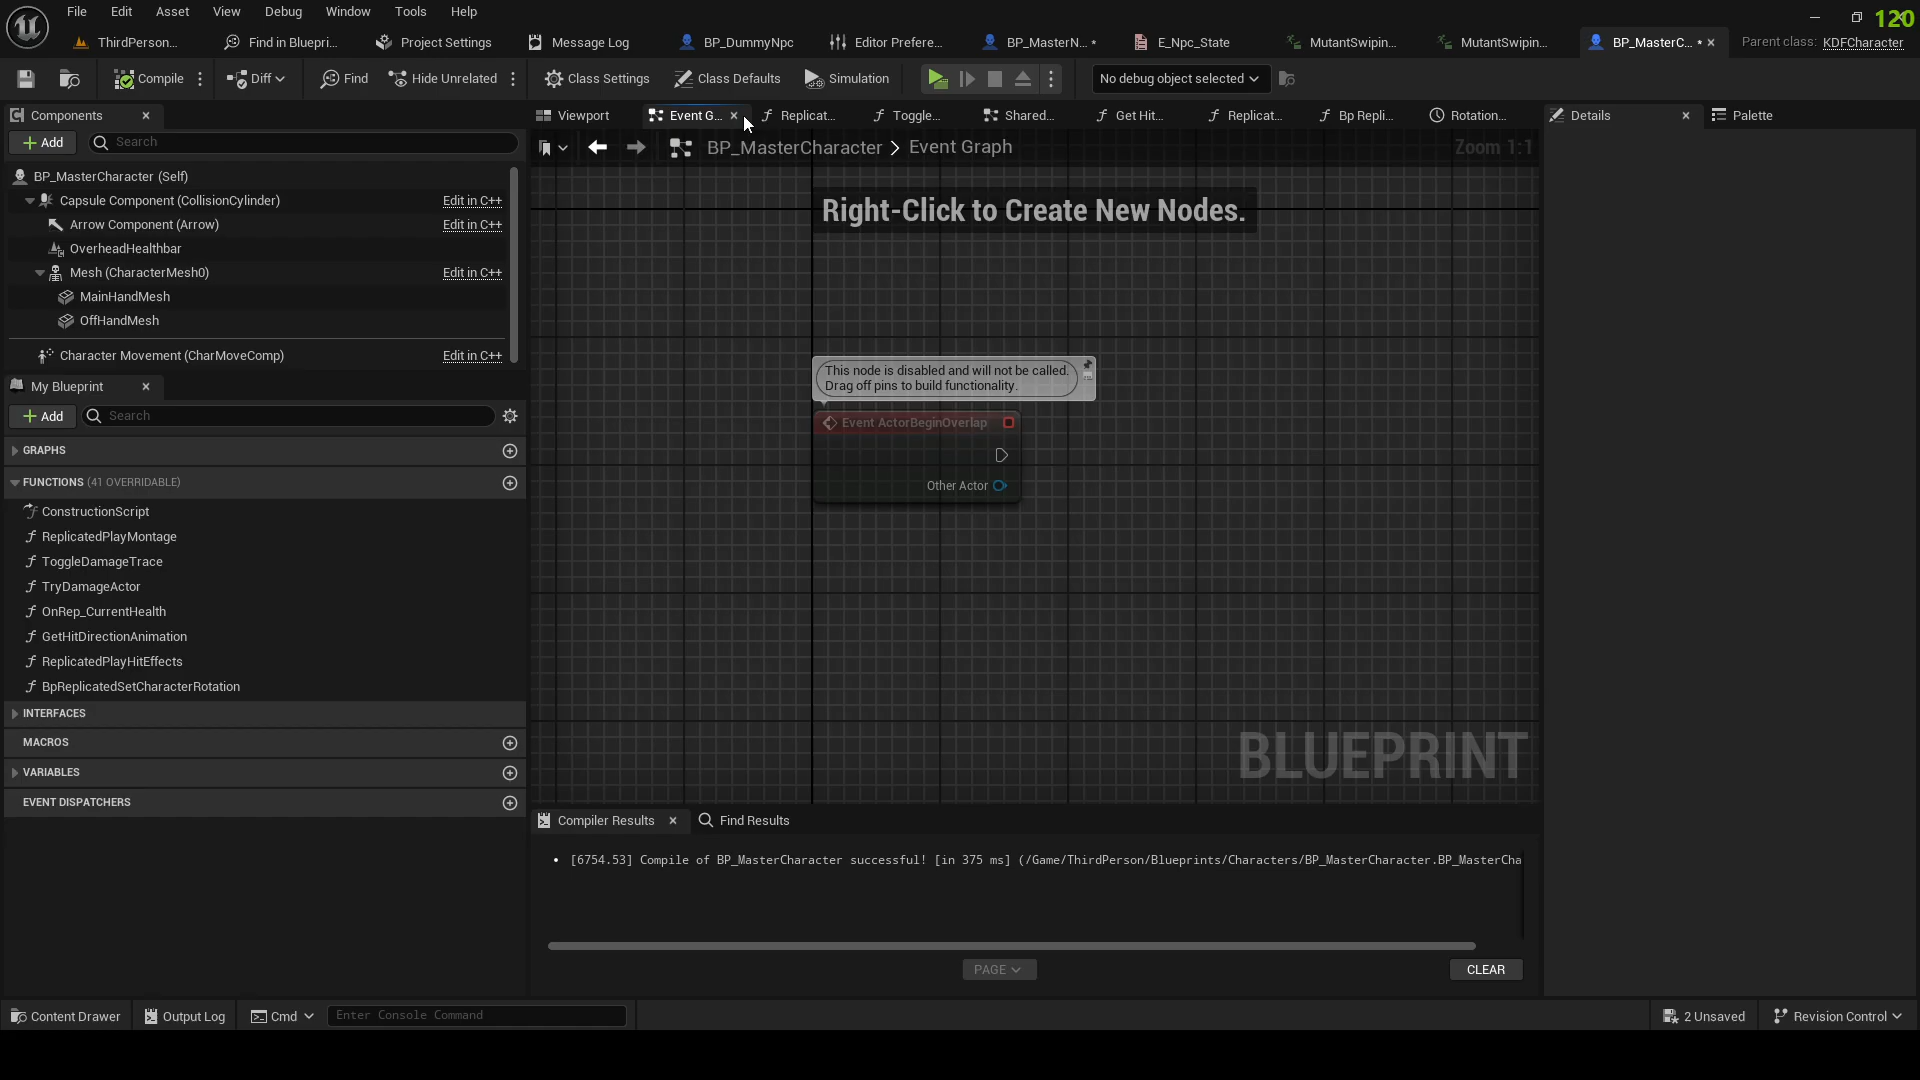 File Edit Asset View Debug Window Tools Help
120
ThirdPerson... Find in Bluepri... Project Settings Message Log BP_DummyNpc Editor Prefere... BP_MasterN... * E_Npc_State MutantSwipin... MutantSwipin... BP_MasterC... * Parent class: KDFCharacter
Compile Diff Find Hide Unrelated Class Settings Class Defaults Simulation No debug object selected
Components
Viewport Event G... Replicat... Toggle... Shared... Get Hit... Replicat... Bp Repli... Rotation...
Details Palette
Add Search
BP_MasterCharacter > Event Graph
Zoom 1:1
BP_MasterCharacter (Self)
Capsule Component (CollisionCylinder) Edit in C++
Arrow Component (Arrow) Edit in C++
OverheadHealthbar
Mesh (CharacterMesh0) Edit in C++
MainHandMesh
OffHandMesh
Character Movement (CharMoveComp) Edit in C++
Right-Click to Create New Nodes.
This node is disabled and will not be called.
Drag off pins to build functionality.
Event ActorBeginOverlap
Other Actor
BLUEPRINT
My Blueprint
Add Search
GRAPHS
FUNCTIONS (41 OVERRIDABLE)
ConstructionScript
ReplicatedPlayMontage
ToggleDamageTrace
TryDamageActor
OnRep_CurrentHealth
GetHitDirectionAnimation
ReplicatedPlayHitEffects
BpReplicatedSetCharacterRotation
INTERFACES
MACROS
VARIABLES
EVENT DISPATCHERS
Compiler Results Find Results
[6754.53] Compile of BP_MasterCharacter successful! [in 375 ms] (/Game/ThirdPerson/Blueprints/Characters/BP_MasterCharacter.BP_MasterCha
PAGE CLEAR
Content Drawer Output Log Cmd Enter Console Command 2 Unsaved Revision Control